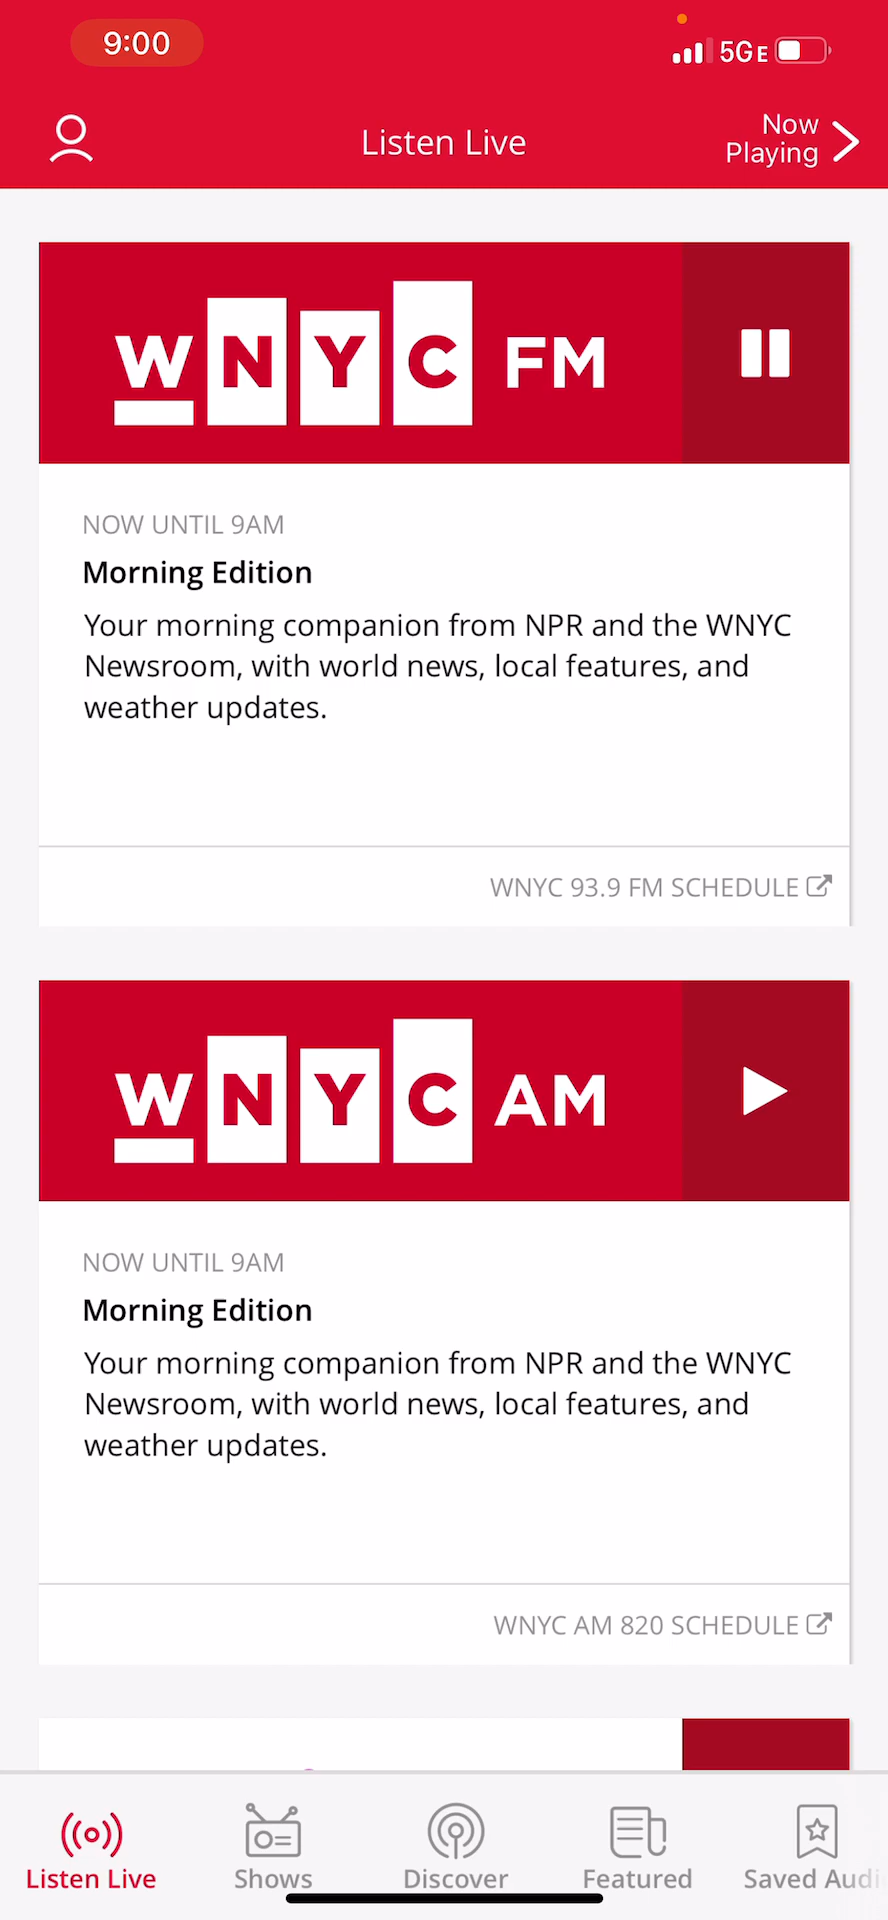 9:00
5GE
Listen Live
Now
Playing
WNYC FM
NOW UNTIL 9AM
Morning Edition
Your morning companion from NPR and the WNYC
Newsroom, with world news, local features, and
weather updates.
WNYC 93.9 FM SCHEDULE
WNYC AM
NOW UNTIL 9AM
Morning Edition
Your morning companion from NPR and the WNYC
Newsroom, with world news, local features, and
weather updates.
WNYC AM 820 SCHEDULE
Listen Live
Shows
Discover
Featured
Saved Audi